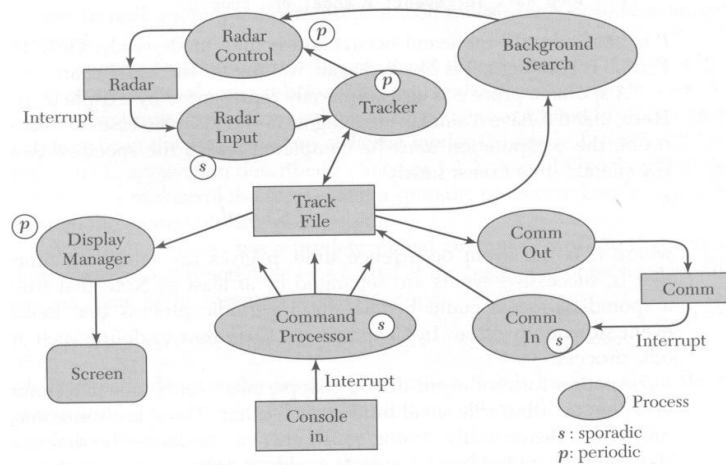 Radar
Control
p
Background
Search
p
Radar
Tracker
Interrupt
Radar
Input
s
Track
File
p
Display
Manager
Comm
Out
Comm
Command
Processor
s
Comm
In
s
Interrupt
Screen
Interrupt
Console
in
Process
s : sporadic
p: periodic